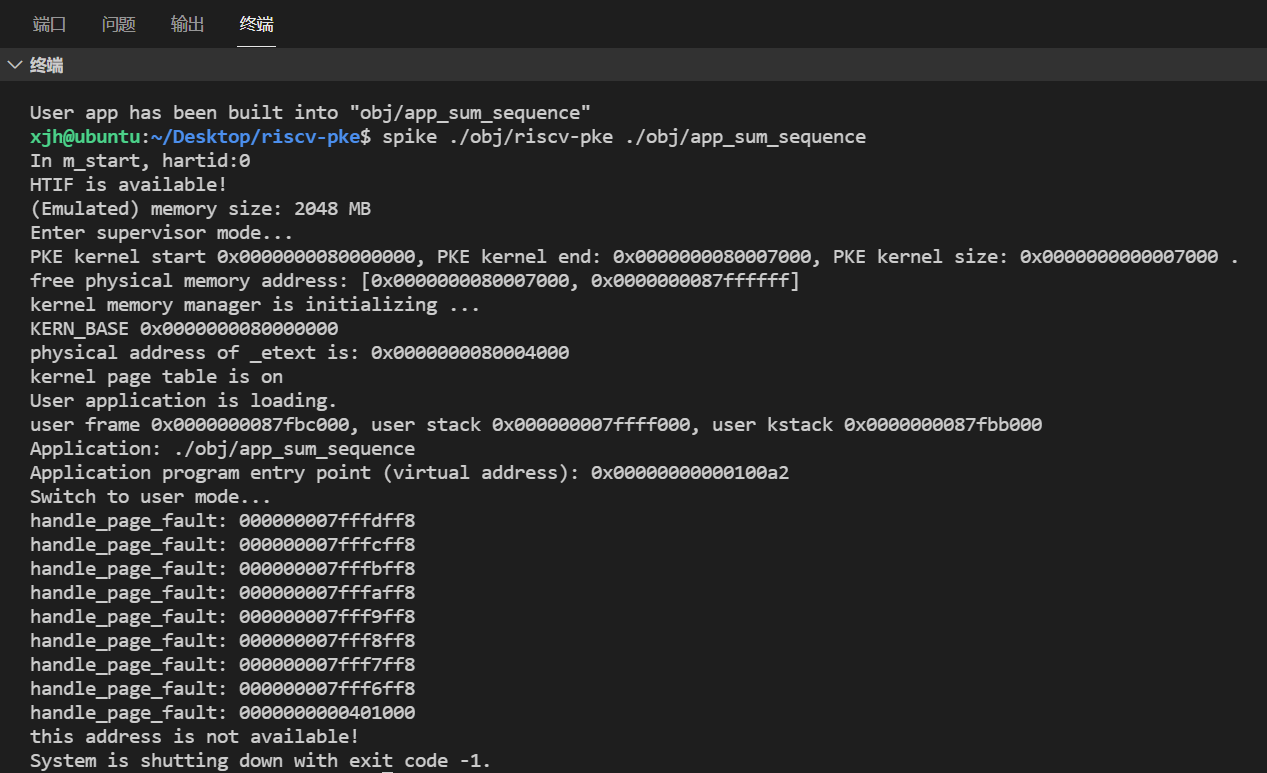 端口 问题 输出 终端
终端
User app has been built into "obj/app_sum_sequence"
xjh@ubuntu:~/Desktop/riscv-pke$ spike ./obj/riscv-pke ./obj/app_sum_sequence
In m_start, hartid:0
HTIF is available!
(Emulated) memory size: 2048 MB
Enter supervisor mode...
PKE kernel start 0x0000000080000000, PKE kernel end: 0x0000000080007000, PKE kernel size: 0x0000000000007000 .
free physical memory address: [0x0000000080007000, 0x0000000087ffffff]
kernel memory manager is initializing ...
KERN_BASE 0x0000000080000000
physical address of _etext is: 0x0000000080004000
kernel page table is on
User application is loading.
user frame 0x0000000087fbc000, user stack 0x000000007ffff000, user kstack 0x0000000087fbb000
Application: ./obj/app_sum_sequence
Application program entry point (virtual address): 0x00000000000100a2
Switch to user mode...
handle_page_fault: 000000007fffdff8
handle_page_fault: 000000007fffcff8
handle_page_fault: 000000007fffbff8
handle_page_fault: 000000007fffaff8
handle_page_fault: 000000007fff9ff8
handle_page_fault: 000000007fff8ff8
handle_page_fault: 000000007fff7ff8
handle_page_fault: 000000007fff6ff8
handle_page_fault: 0000000000401000
this address is not available!
System is shutting down with exit code -1.